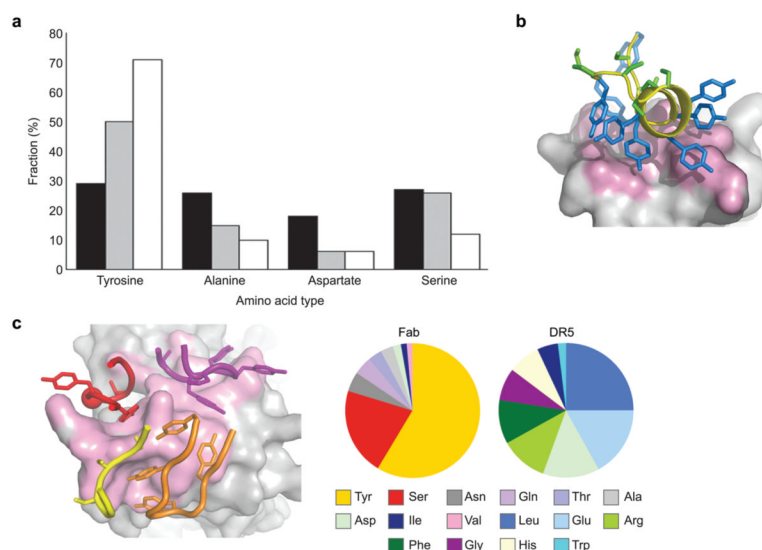 a
80
70
60
50
40
30
20
10
0
Fraction (%)
Tyrosine Alanine Aspartate Serine
Amino acid type
b
c
Fab DR5
Tyr Ser Asn Gln Thr Ala
Asp Ile Val Leu Glu Arg
Phe Gly His Trp